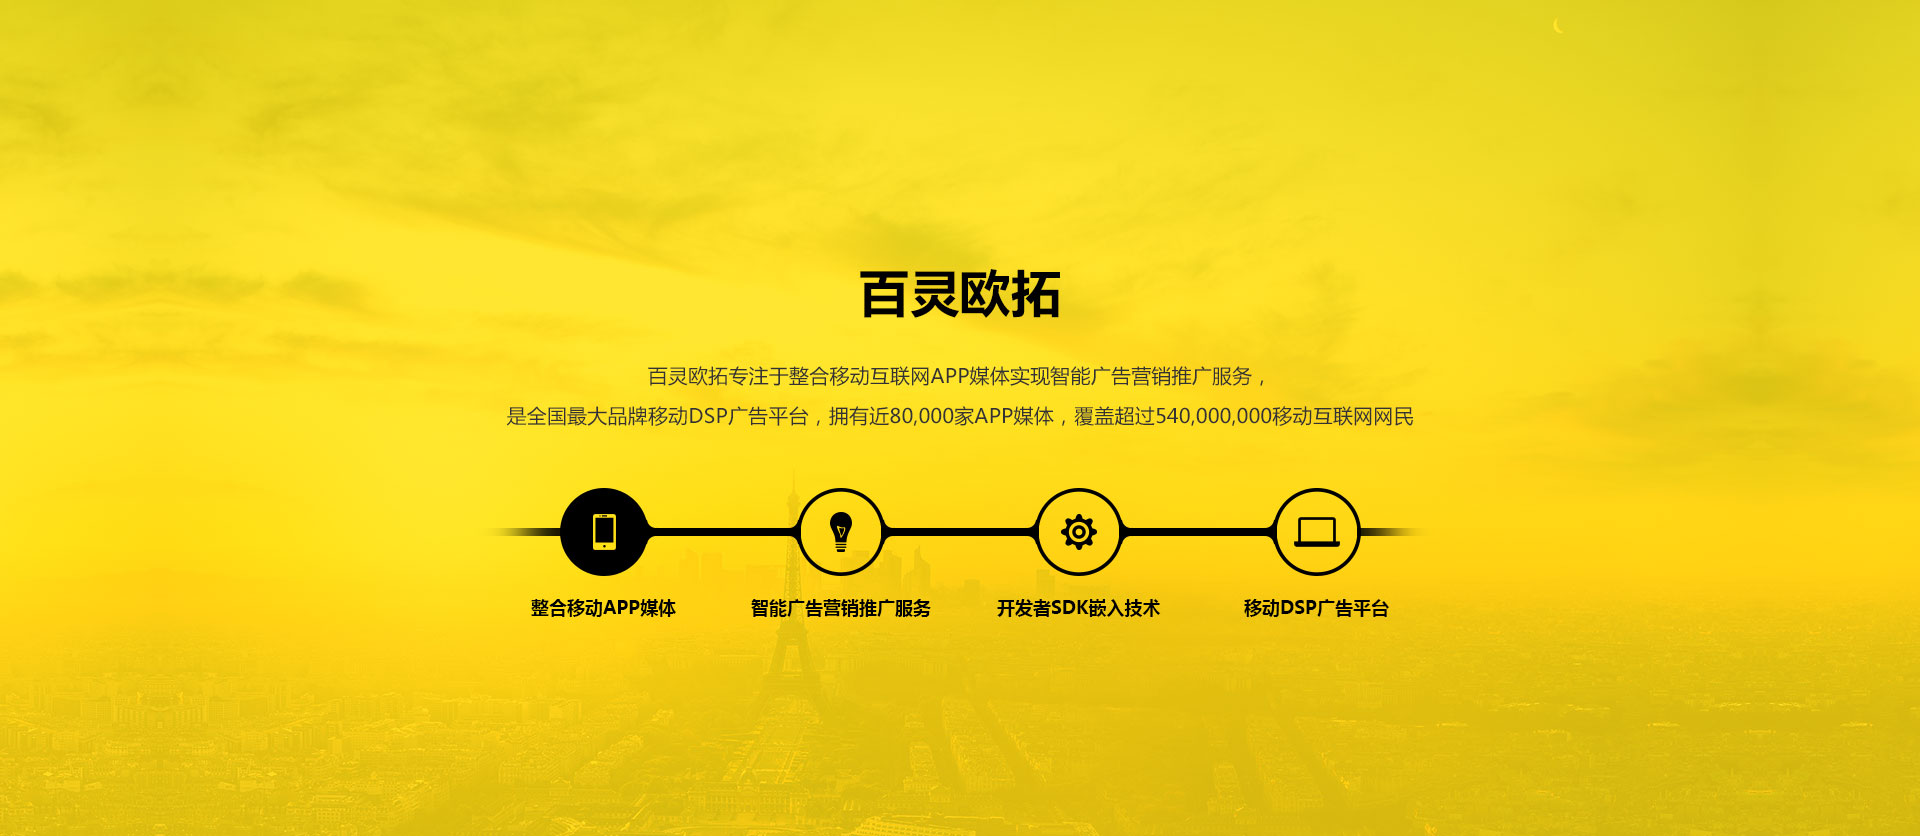 百灵欧拓
百灵欧拓专注于整合移动互联网APP媒体实现智能广告营销推广服务，
是全国最大品牌移动DSP广告平台，拥有近80,000家APP媒体，覆盖超过540,000,000移动互联网网民
整合移动APP媒体
智能广告营销推广服务
开发者SDK嵌入技术
移动DSP广告平台